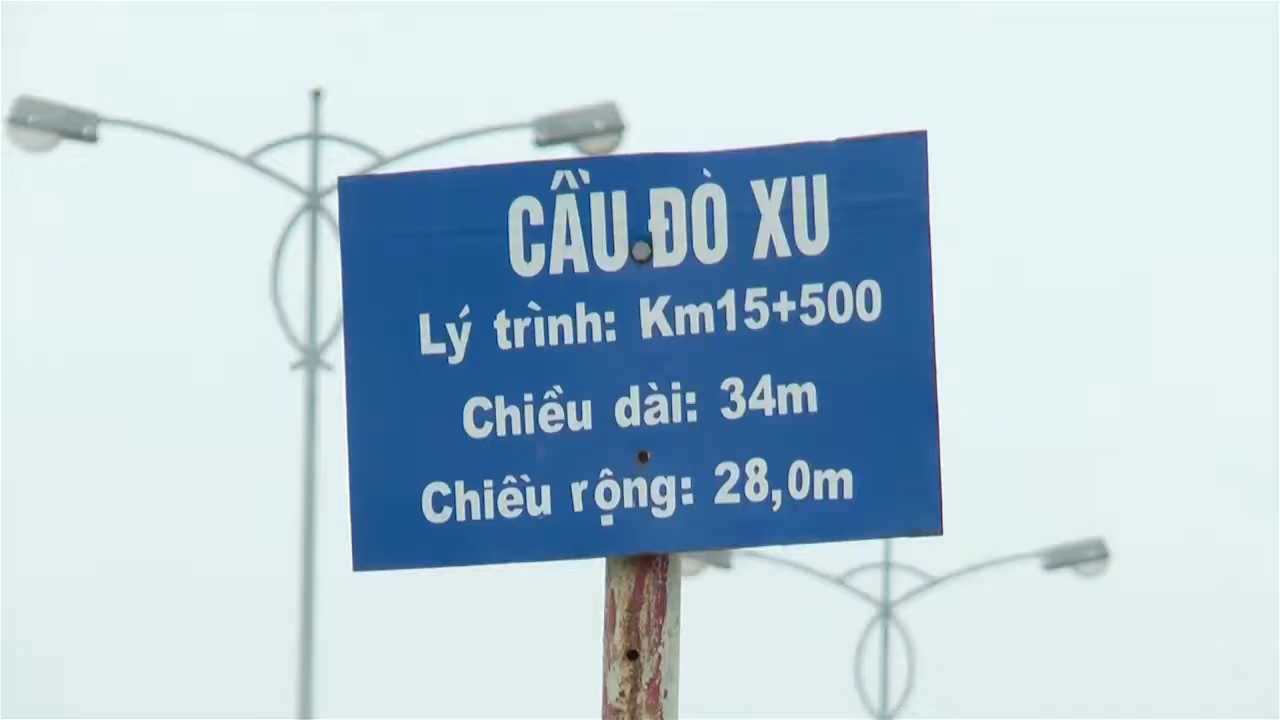 CẦU ĐÒ XU
Lý trình: Km15+500
Chiều dài: 34m
Chiều rộng: 28,0m